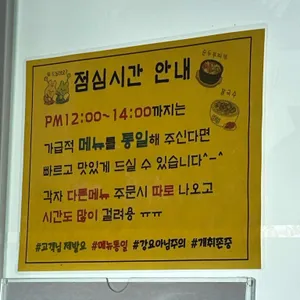 점심시간 안내
PM12:00~14:00까지는
가급적 메뉴를 통일해 주신다면
빠르고 맛있게 드실 수 있습니다^-^
각자 다른메뉴 주문시 따로 나오고
시간도 많이 걸려용 ㅠㅠ
#고객님 제발요 #메뉴통일 #강요아님주의 #개취존중